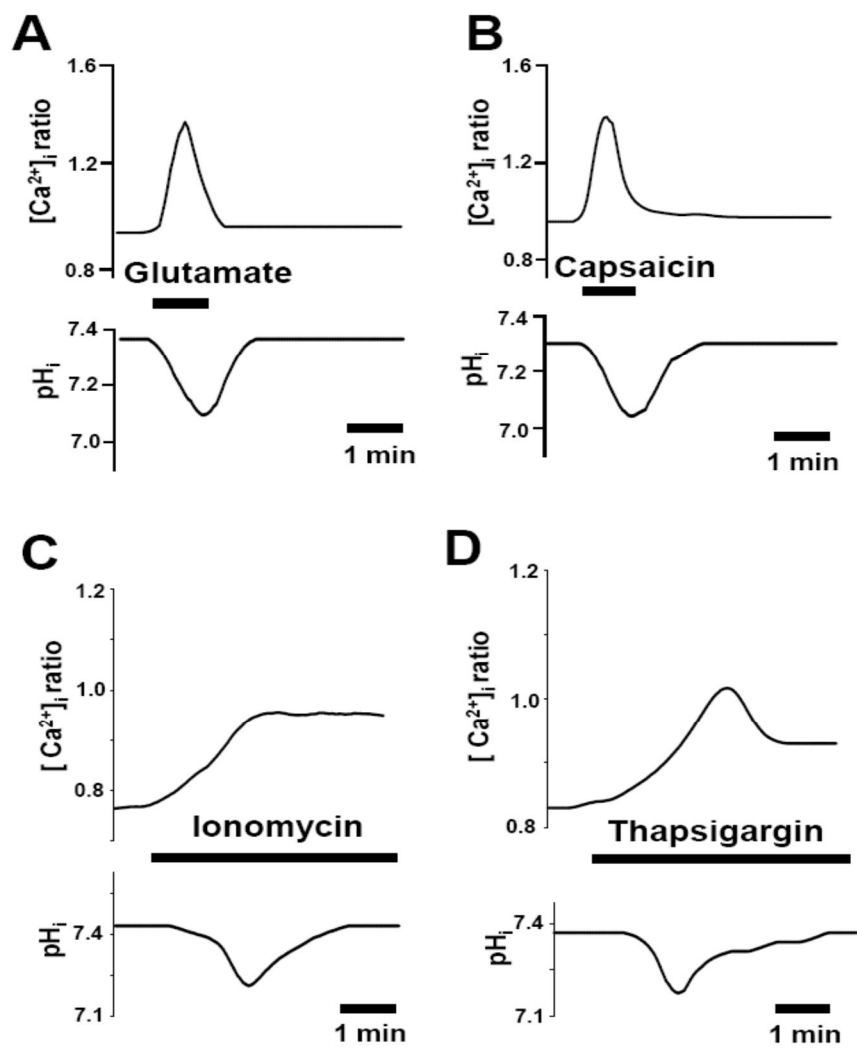 A
B
1.6
1.2
0.8
[Ca²⁺]ᵢ ratio
Glutamate
7.4
7.2
7.0
pHᵢ
1 min
1.6
1.2
0.8
[Ca²⁺]ᵢ ratio
Capsaicin
7.4
7.2
7.0
pHᵢ
1 min
C
D
1.2
1.0
0.8
[ Ca²⁺]ᵢ ratio
Ionomycin
7.4
7.1
pHᵢ
1 min
1.2
1.0
0.8
[ Ca²⁺]ᵢ ratio
Thapsigargin
7.4
7.1
pHᵢ
1 min